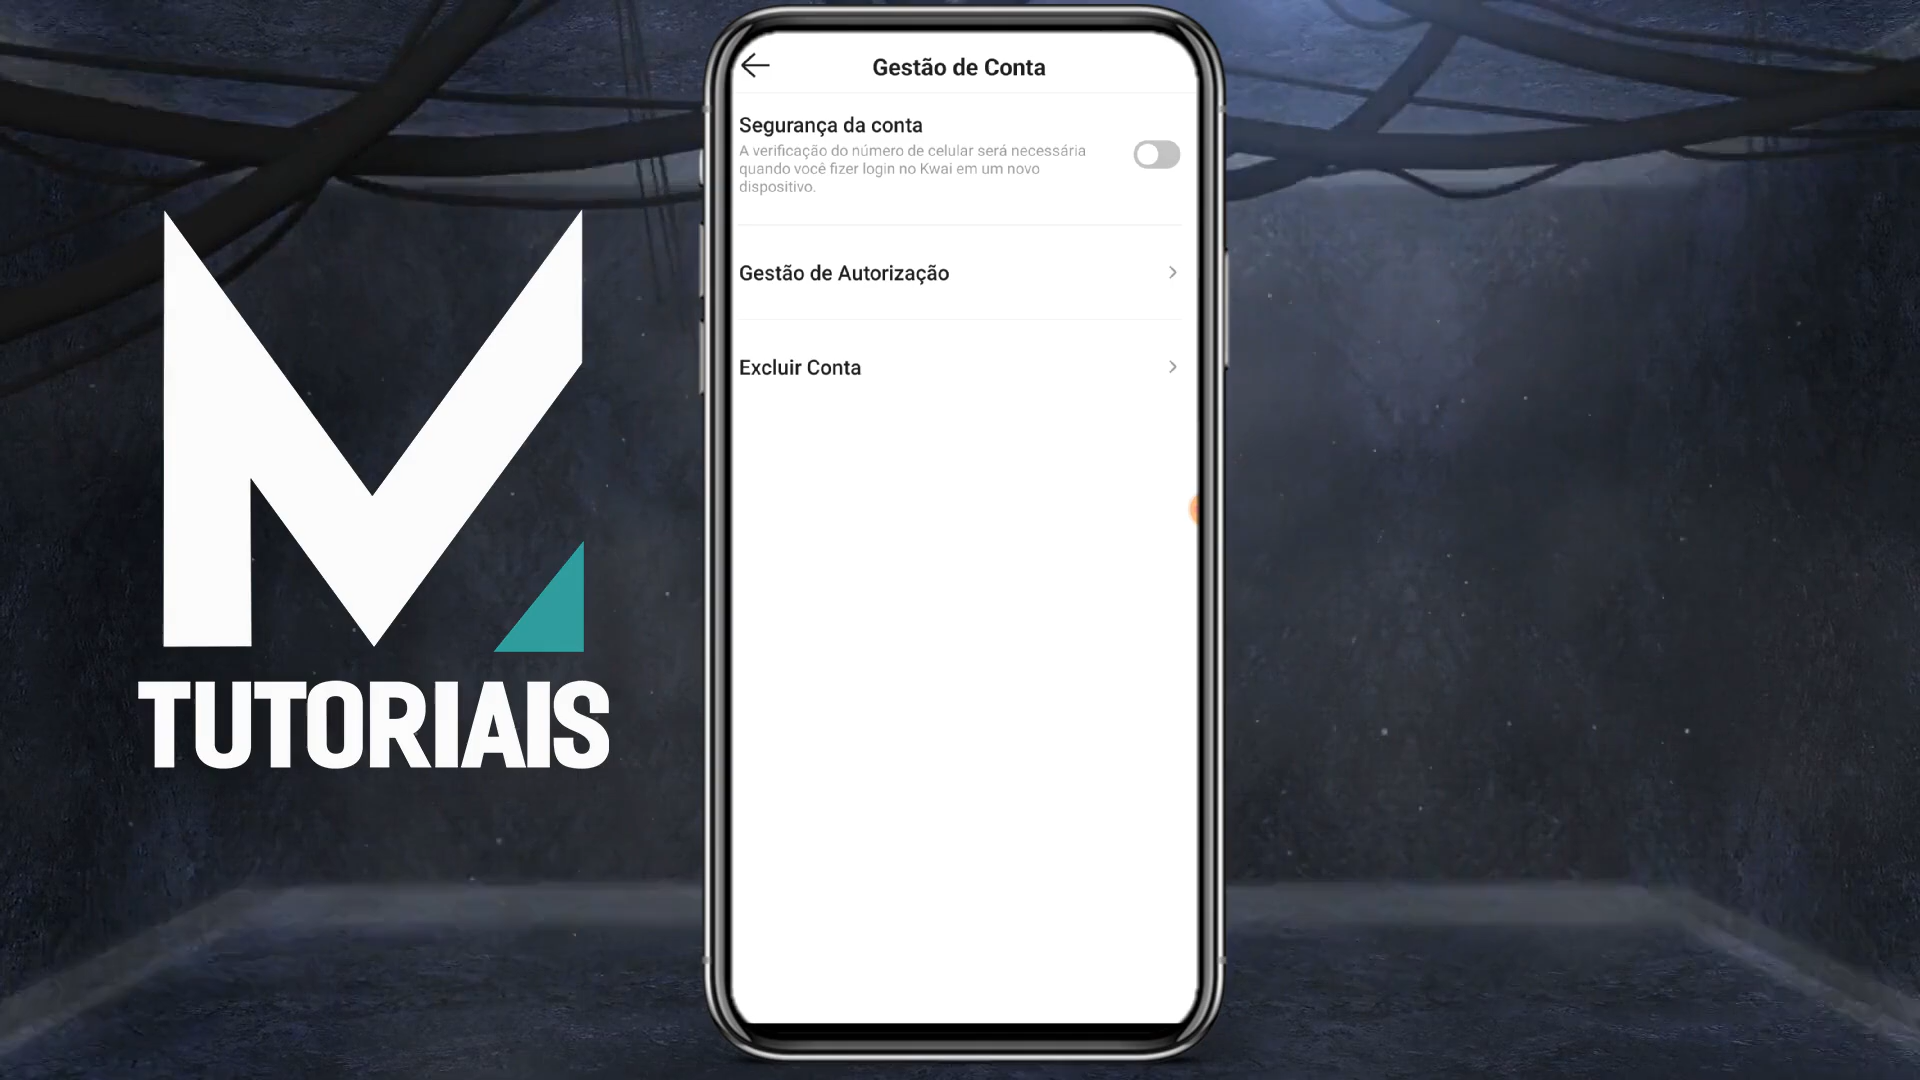 Gestão de Conta
Segurança da conta
A verificação do número de celular será necessária
quando você fizer login no Kwai em um novo
dispositivo.
Gestão de Autorização
Excluir Conta
M
TUTORIAIS